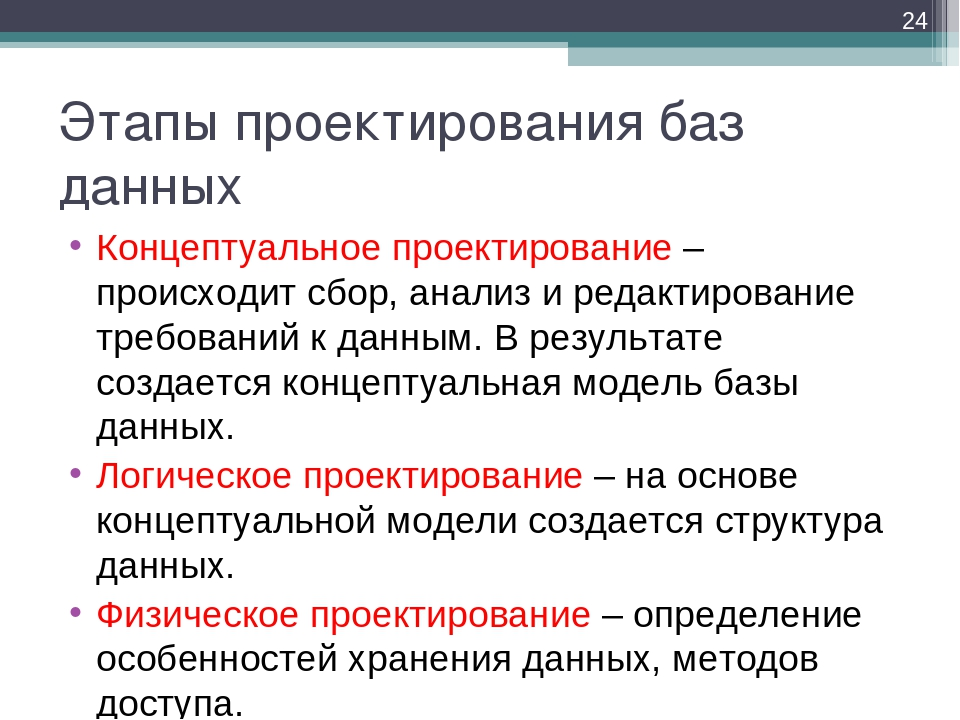 24
Этапы проектирования баз
данных
• Концептуальное проектирование –
происходит сбор, анализ и редактирование
требований к данным. В результате
создается концептуальная модель базы
данных.
• Логическое проектирование – на основе
концептуальной модели создается структура
данных.
• Физическое проектирование – определение
особенностей хранения данных, методов
доступа.